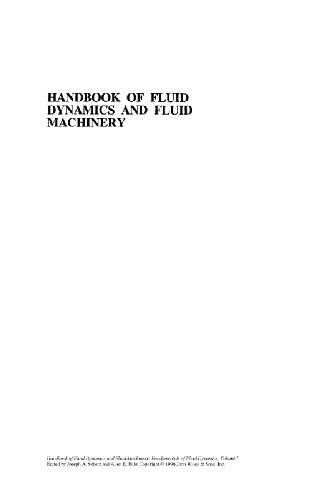 HANDBOOK OF FLUID
DYNAMICS AND FLUID
MACHINERY
Handbook of Fluid Dynamics and Fluid Machinery: Fundamentals of Fluid Dynamics, Volume I
Edited by Joseph A. Schetz and Allen E. Fuhs Copyright © 1996 John Wiley & Sons, Inc.